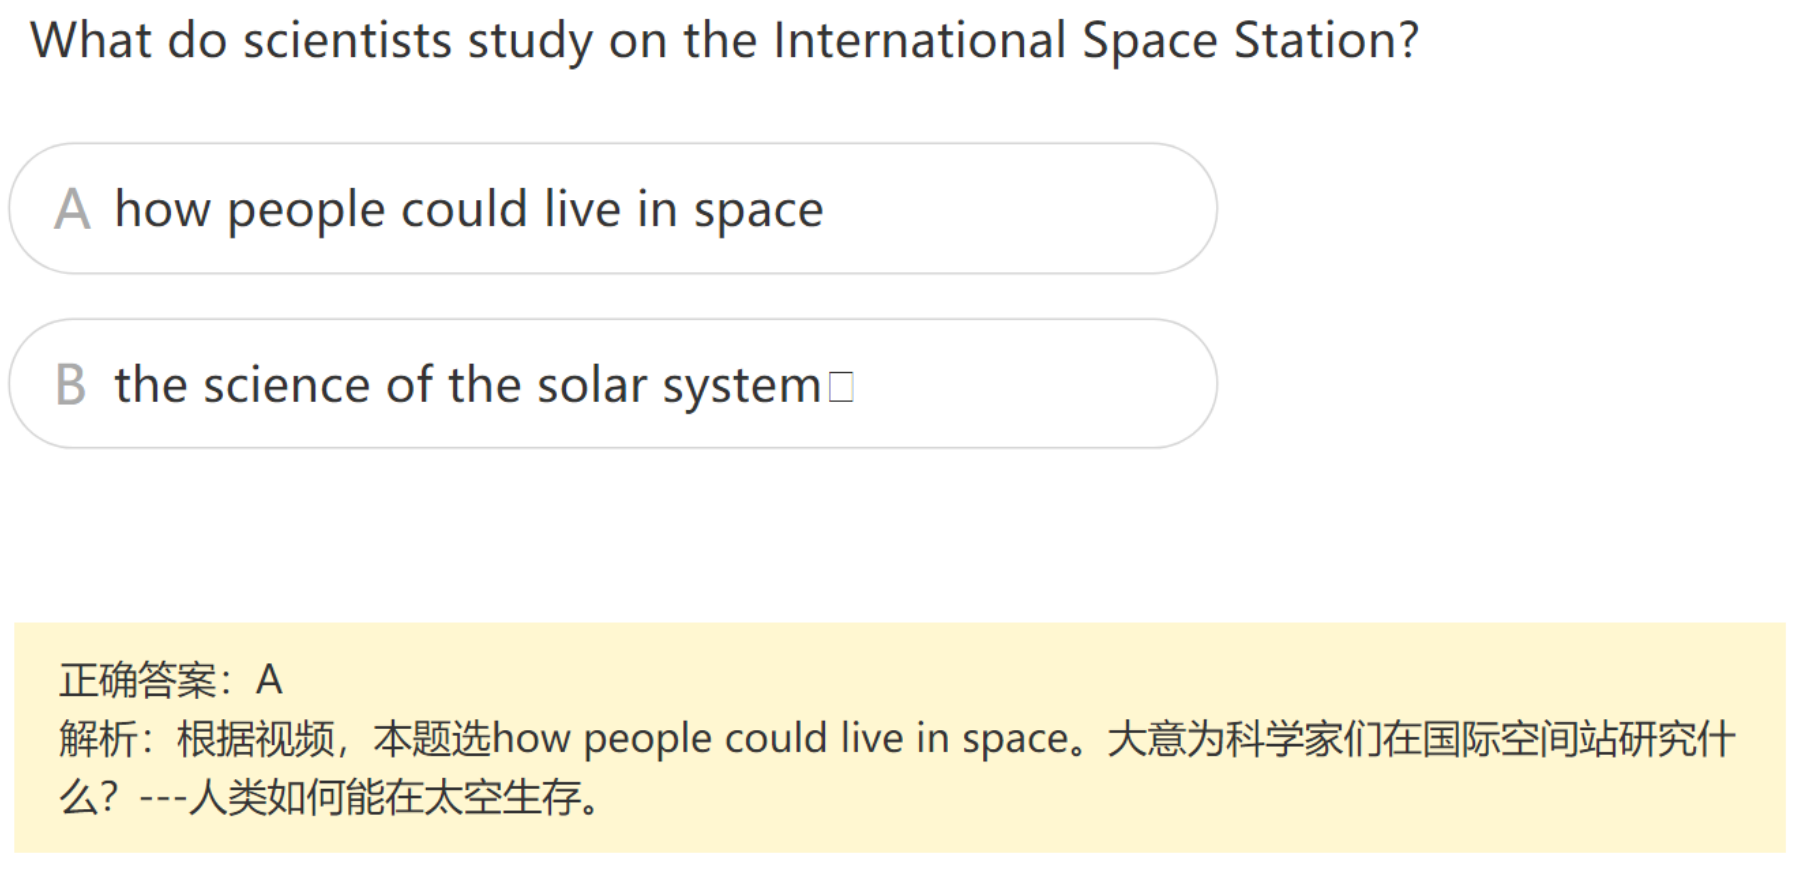 What do scientists study on the International Space Station?
A how people could live in space
B the science of the solar system□
正确答案：A
解析：根据视频，本题选how people could live in space。大意为科学家们在国际空间站研究什
么？---人类如何能在太空生存。